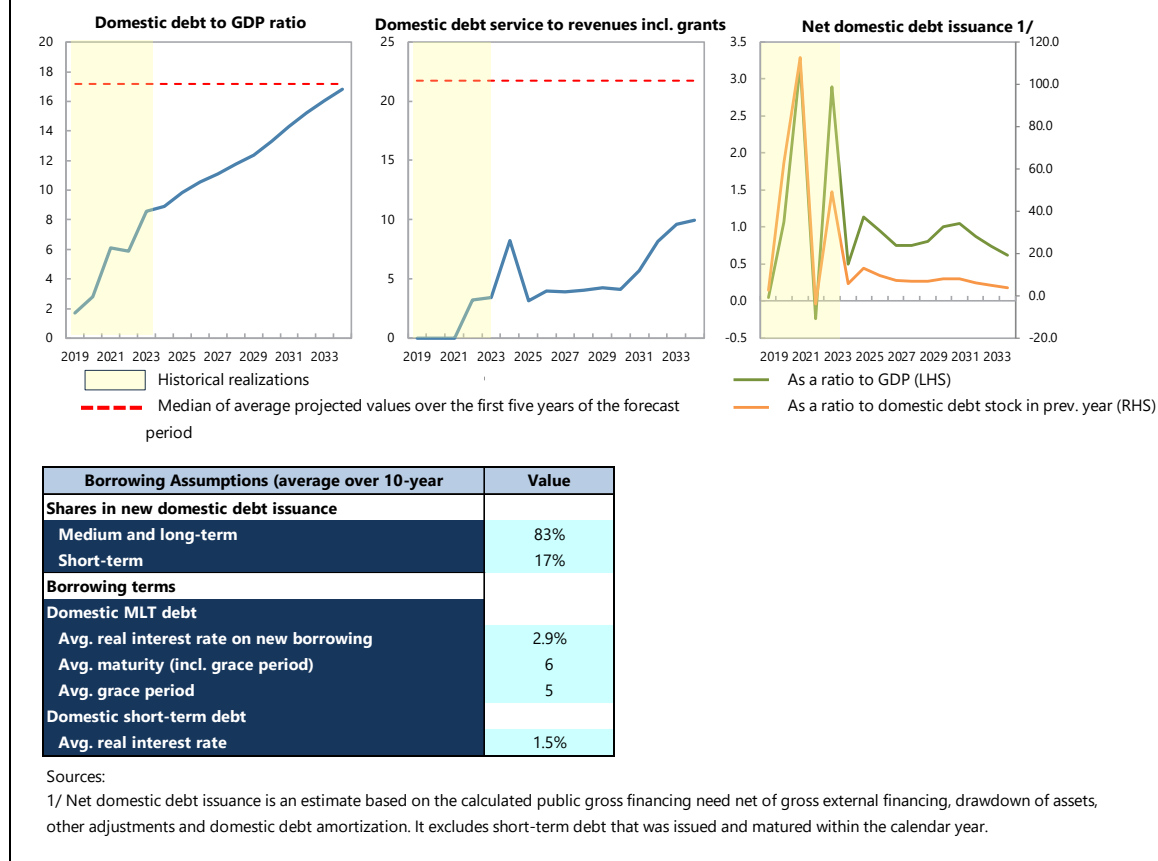 Domestic debt to GDP ratio
20
18
16
14
12
10
8
6
4
2
0
2019 2021 2023 2025 2027 2029 2031 2033
Domestic debt service to revenues incl. grants
25
20
15
10
5
0
2019 2021 2023 2025 2027 2029 2031 2033
Net domestic debt issuance 1/
3.5
3.0
2.5
2.0
1.5
1.0
0.5
0.0
-0.5
120.0
100.0
80.0
60.0
40.0
20.0
0.0
-20.0
2019 2021 2023 2025 2027 2029 2031 2033
Historical realizations
Median of average projected values over the first five years of the forecast
period
As a ratio to GDP (LHS)
As a ratio to domestic debt stock in prev. year (RHS)
Borrowing Assumptions (average over 10-year Value
Shares in new domestic debt issuance
Medium and long-term 83%
Short-term 17%
Borrowing terms
Domestic MLT debt
Avg. real interest rate on new borrowing 2.9%
Avg. maturity (incl. grace period) 6
Avg. grace period 5
Domestic short-term debt
Avg. real interest rate 1.5%
Sources:
1/ Net domestic debt issuance is an estimate based on the calculated public gross financing need net of gross external financing, drawdown of assets,
other adjustments and domestic debt amortization. It excludes short-term debt that was issued and matured within the calendar year.